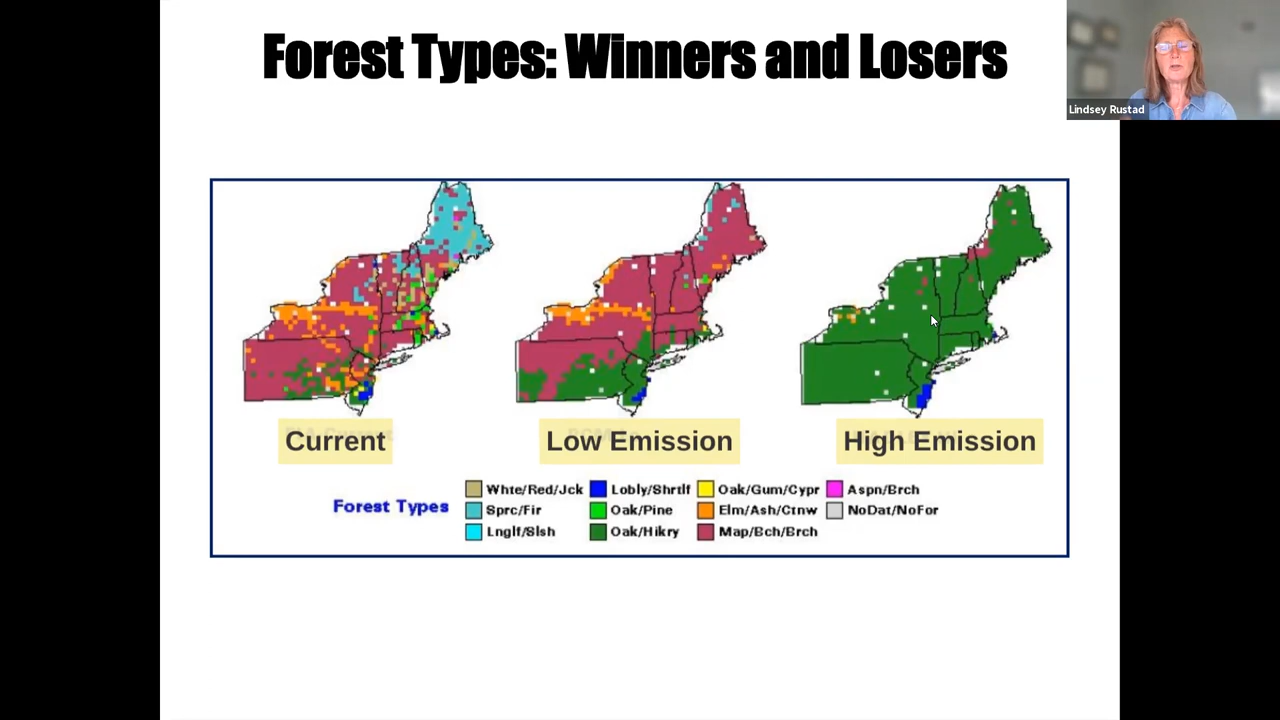 Forest Types: Winners and Losers
Lindsey Rustad
Current
Low Emission
High Emission
Forest Types
Whte/Red/Jck
Lobly/Shrtlf
Oak/Gum/Cypr
Aspn/Brch
Sprc/Fir
Oak/Pine
Elm/Ash/Ctnw
NoDat/NoFor
Lnglf/Slsh
Oak/Hikry
Map/Bch/Brch